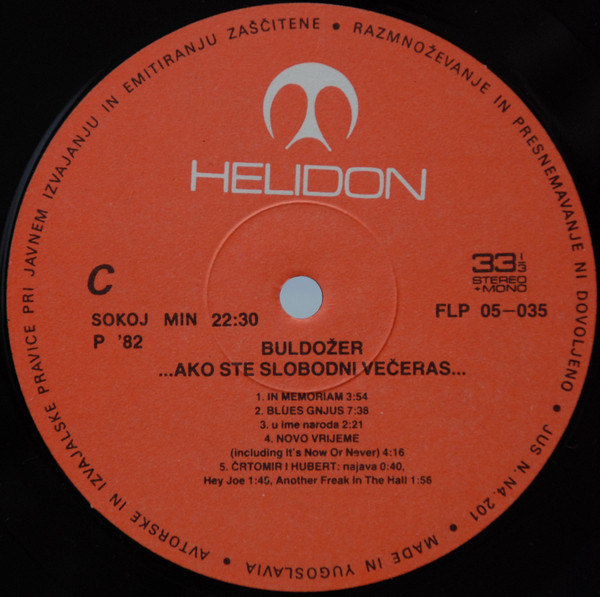 AVTORSKE IN IZVAJALSKE PRAVICE PRI JAVNEM IZVAJANJU IN EMITIRANJU ZAŠČITENE • RAZMNOŽEVANJE IN PRESNEMAVANJE NI DOVOLJENO • JUS N.N4.201 • MADE IN YUGOSLAVIA •
HELIDON
C
33 1/3
STEREO
+MONO
SOKOJ MIN 22:30
FLP 05-035
P '82
BULDOŽER
...AKO STE SLOBODNI VEČERAS...
1. IN MEMORIAM 3:54
2. BLUES GNJUS 7:38
3. u ime naroda 2:21
4. NOVO VRIJEME
(including It's Now Or Never) 4:16
5. ČRTOMIR I HUBERT: najava 0:40,
Hey Joe 1:40, Another Freak In The Hall 1:56